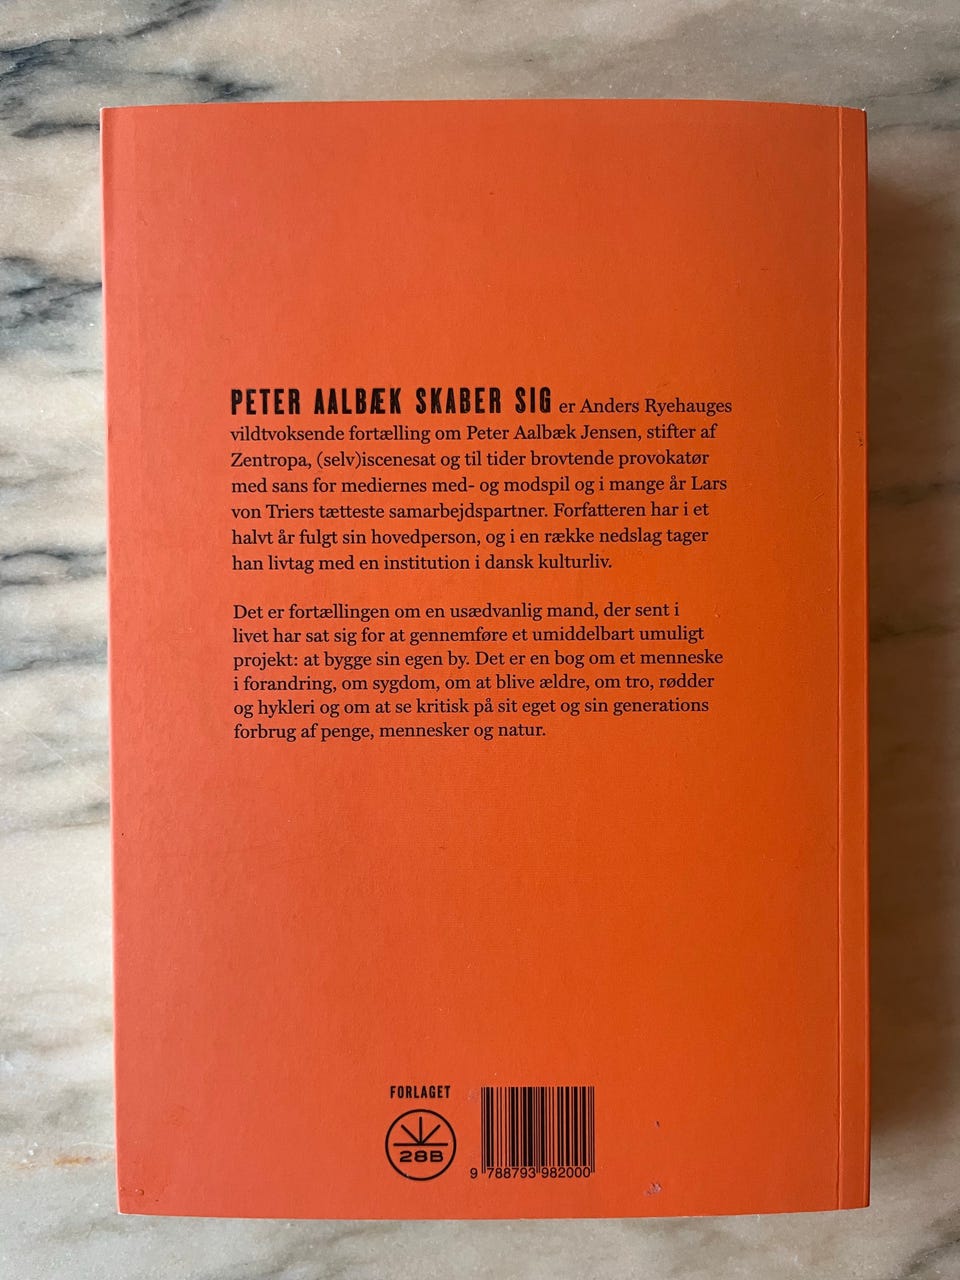 PETER AALBÆK SKABER SIG er Anders Ryehauges
vildtvoksende fortælling om Peter Aalbæk Jensen, stifter af
Zentropa, (selv)iscenesat og til tider brovtende provokatør
med sans for mediernes med- og modspil og i mange år Lars
von Triers tætteste samarbejdspartner. Forfatteren har i et
halvt år fulgt sin hovedperson, og i en række nedslag tager
han livtag med en institution i dansk kulturliv.
Det er fortællingen om en usædvanlig mand, der sent i
livet har sat sig for at gennemføre et umiddelbart umuligt
projekt: at bygge sin egen by. Det er en bog om et menneske
i forandring, om sygdom, om at blive ældre, om tro, rødder
og hykleri og om at se kritisk på sit eget og sin generations
forbrug af penge, mennesker og natur.
FORLAGET
28B
9 788793 982000